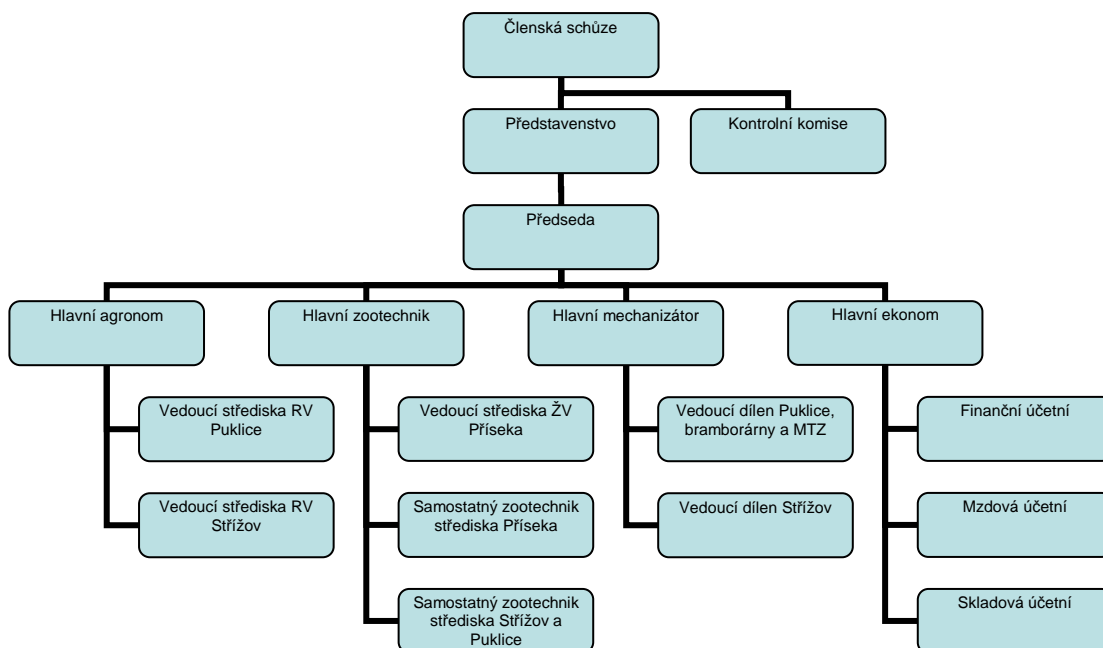 Členská schůze
Představenstvo
Kontrolní komise
Předseda
Hlavní agronom
Hlavní zootechnik
Hlavní mechanizátor
Hlavní ekonom
Vedoucí střediska RV
Puklice
Vedoucí střediska ŽV
Příseka
Vedoucí dílen Puklice,
bramborárny a MTZ
Finanční účetní
Vedoucí střediska RV
Střížov
Samostatný zootechnik
střediska Příseka
Vedoucí dílen Střížov
Mzdová účetní
Samostatný zootechnik
střediska Střížov a
Puklice
Skladová účetní